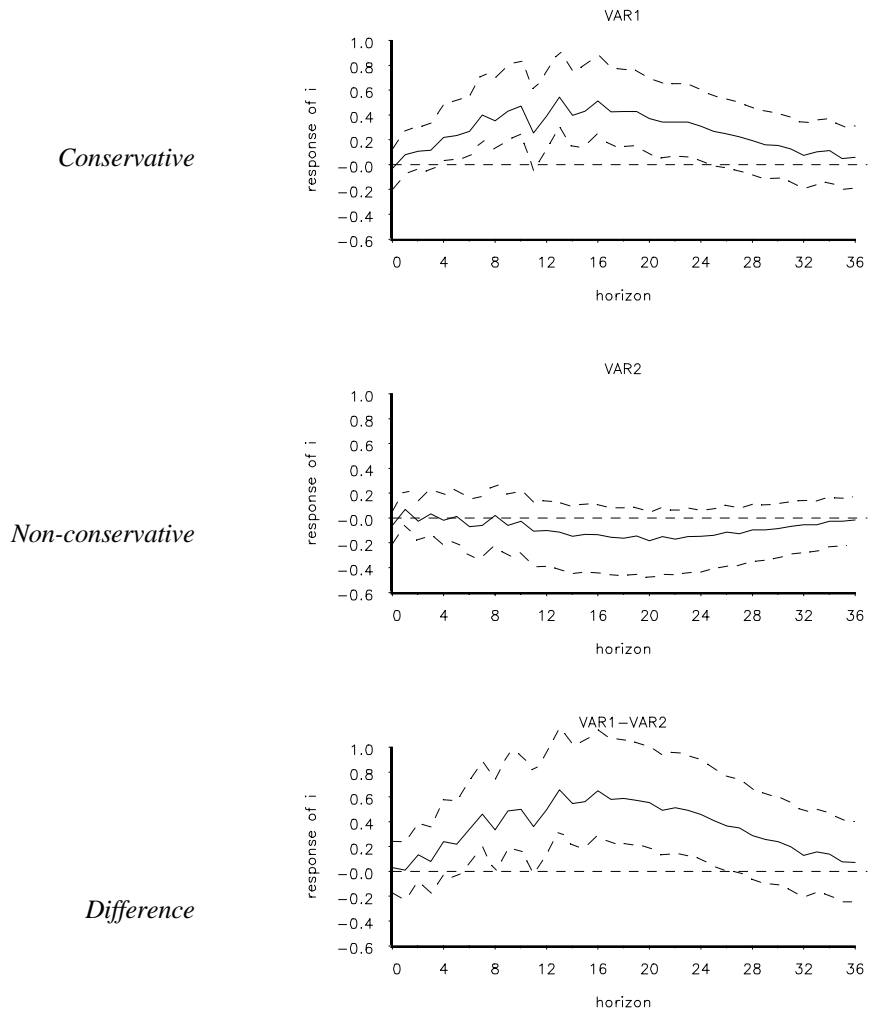 VAR1
1.0
0.8
0.6
0.4
0.2
−0.0
−0.2
−0.4
−0.6
response of i
Conservative
0 4 8 12 16 20 24 28 32 36
horizon
VAR2
1.0
0.8
0.6
0.4
0.2
−0.0
−0.2
−0.4
−0.6
response of i
Non-conservative
0 4 8 12 16 20 24 28 32 36
horizon
VAR1−VAR2
1.0
0.8
0.6
0.4
0.2
−0.0
−0.2
−0.4
−0.6
response of i
Difference
0 4 8 12 16 20 24 28 32 36
horizon